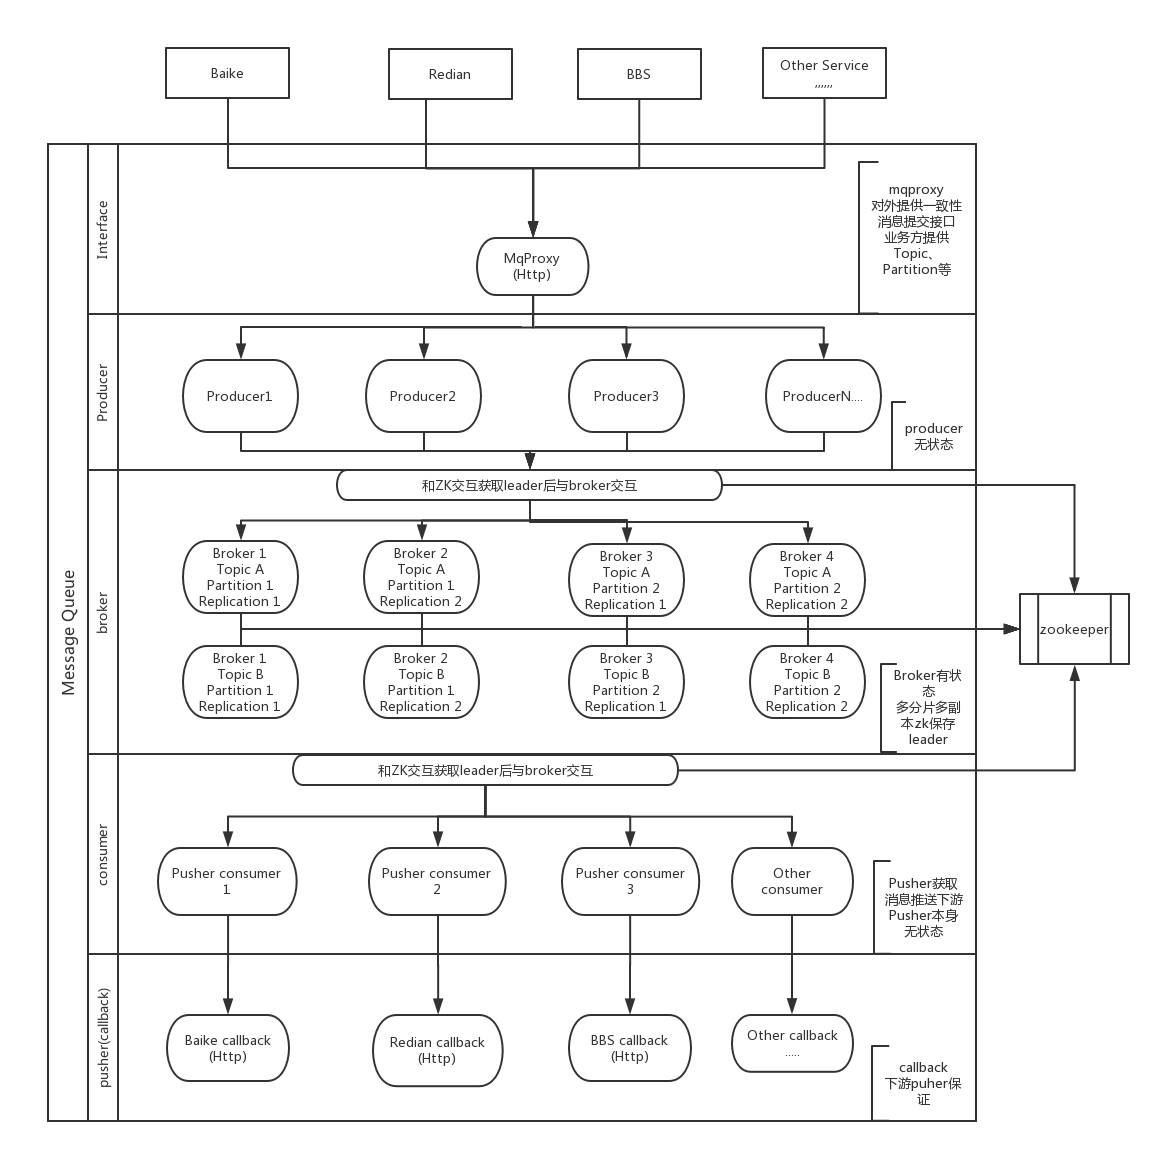 Baike
Redian
BBS
Other Service
,,,,,,
Message Queue
Interface
mqproxy
对外提供一致性
消息提交接口
业务方提供
Topic、
Partition等
MqProxy
(Http)
Producer
Producer1
Producer2
Producer3
ProducerN....
producer
无状态
broker
和ZK交互获取leader后与broker交互
Broker 1
Topic A
Partition 1
Replication 1
Broker 2
Topic A
Partition 1
Replication 2
Broker 3
Topic A
Partition 2
Replication 1
Broker 4
Topic A
Partition 2
Replication 2
zookeeper
Broker 1
Topic B
Partition 1
Replication 1
Broker 2
Topic B
Partition 1
Replication 2
Broker 3
Topic B
Partition 2
Replication 1
Broker 4
Topic B
Partition 2
Replication 2
Broker有状
态
多分片多副
本zk保存
leader
consumer
和ZK交互获取leader后与broker交互
Pusher consumer
1
Pusher consumer
2
Pusher consumer
3
Other
consumer
Pusher获取
消息推送下游
Pusher本身
无状态
pusher(callback)
Baike callback
(Http)
Redian callback
(Http)
BBS callback
(Http)
Other callback
.....
callback
下游puher保
证